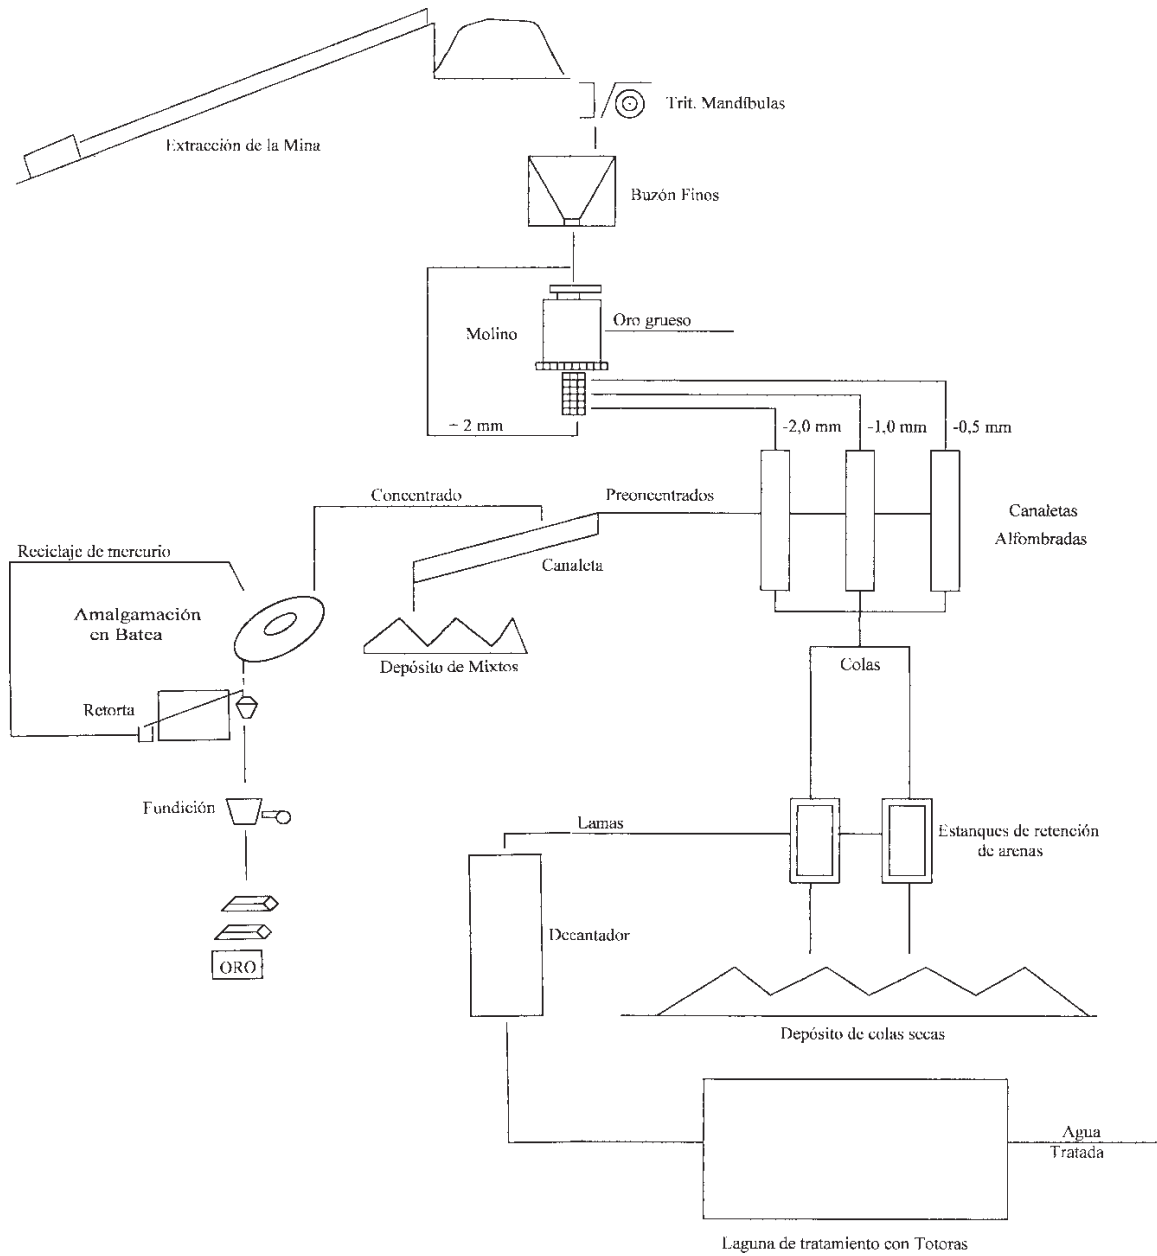 Trit. Mandíbulas
Extracción de la Mina
Buzón Finos
Oro grueso
Molino
- 2 mm
-2,0 mm
-1,0 mm
-0,5 mm
Concentrado
Preoncentrados
Canaletas
Alfombradas
Reciclaje de mercurio
Canaleta
Amalgamación
en Batea
Depósito de Mixtos
Colas
Retorta
Fundición
Lamas
Estanques de retención
de arenas
Decantador
ORO
Depósito de colas secas
Agua
Tratada
Laguna de tratamiento con Totoras